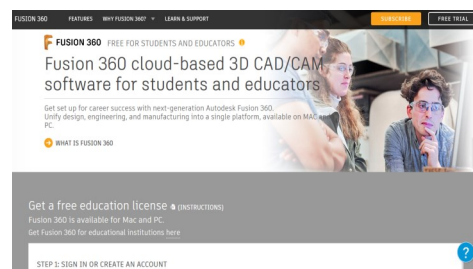 FUSION 360 FEATURES WHY FUSION 360? LEARN & SUPPORT SUBSCRIBE FREE TRIAL
FUSION 360 FREE FOR STUDENTS AND EDUCATORS
Fusion 360 cloud-based 3D CAD/CAM
software for students and educators
Get set up for career success with next-generation Autodesk Fusion 360.
Unify design, engineering, and manufacturing into a single platform, available on MAC and
PC.
WHAT IS FUSION 360
Get a free education license (INSTRUCTIONS)
Fusion 360 is available for Mac and PC.
Get Fusion 360 for educational institutions here
?
STEP 1: SIGN IN OR CREATE AN ACCOUNT